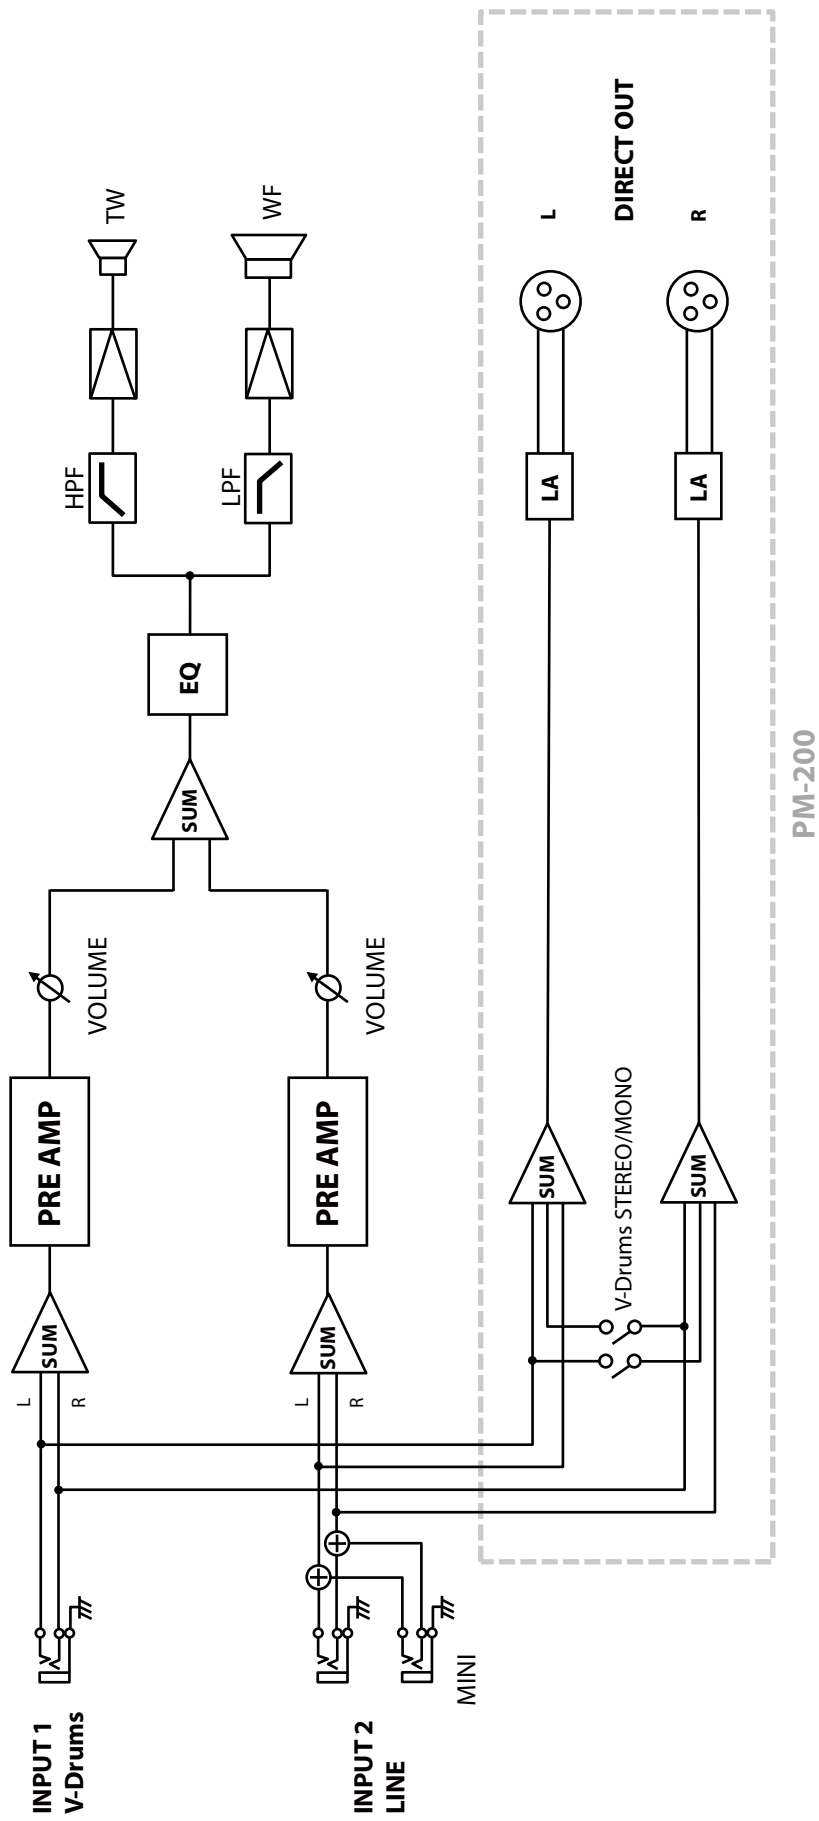 INPUT 1
V-Drums
L
R
SUM
PRE AMP
VOLUME
SUM
EQ
HPF
TW
LPF
WF
INPUT 2
LINE
MINI
L
R
SUM
PRE AMP
VOLUME
SUM
LA
L
V-Drums STEREO/MONO
DIRECT OUT
SUM
LA
R
PM-200